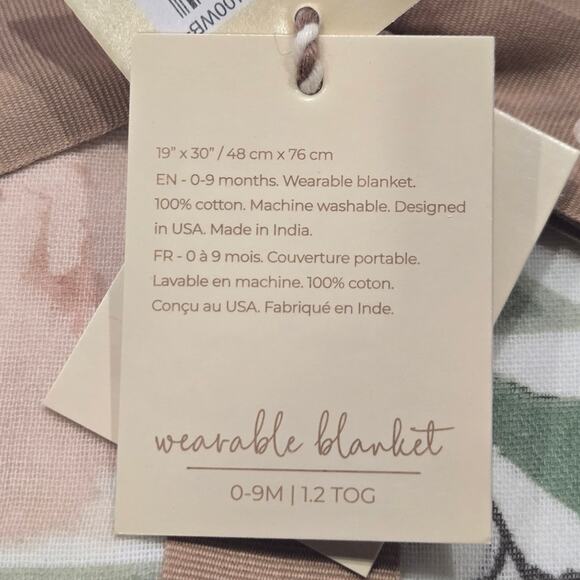 00WB
19” x 30” / 48 cm x 76 cm
EN - 0-9 months. Wearable blanket.
100% cotton. Machine washable. Designed
in USA. Made in India.
FR - 0 à 9 mois. Couverture portable.
Lavable en machine. 100% coton.
Conçu au USA. Fabriqué en Inde.
wearable blanket
0-9M | 1.2 TOG